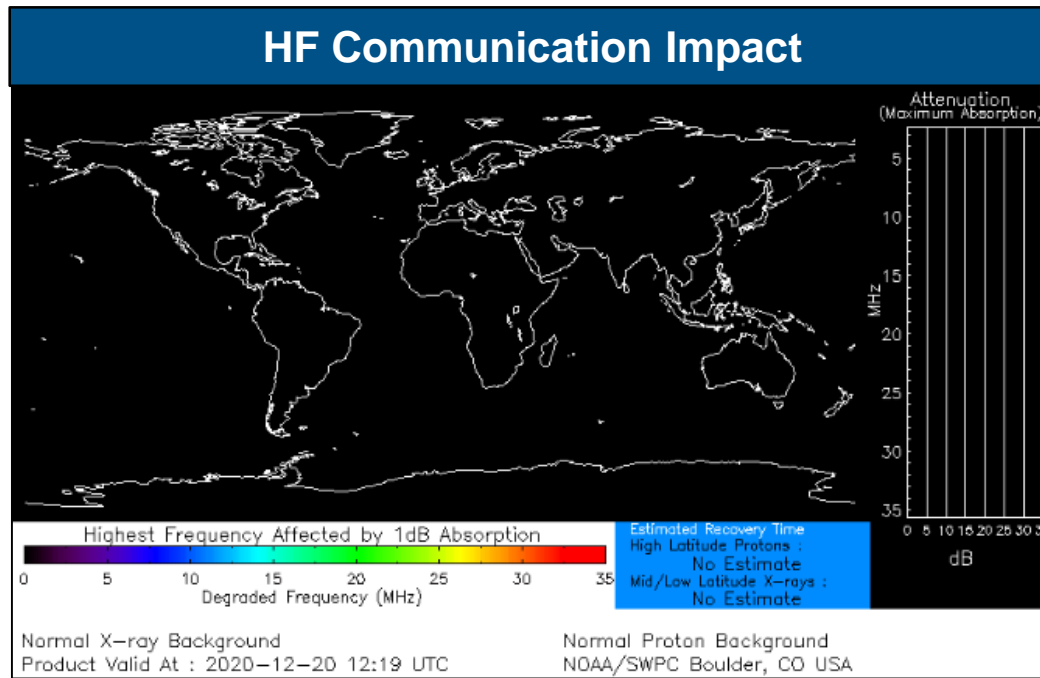 HF Communication Impact
Attenuation
(Maximum Absorption)
5
10
15
20
25
30
35
MHz
0 5 10 15 20 25 30 3
dB
Highest Frequency Affected by 1dB Absorption
0 5 10 15 20 25 30 35
Degraded Frequency (MHz)
Estimated Recovery Time
High Latitude Protons :
No Estimate
Mid/Low Latitude X-rays :
No Estimate
Normal X-ray Background
Product Valid At : 2020-12-20 12:19 UTC
Normal Proton Background
NOAA/SWPC Boulder, CO USA